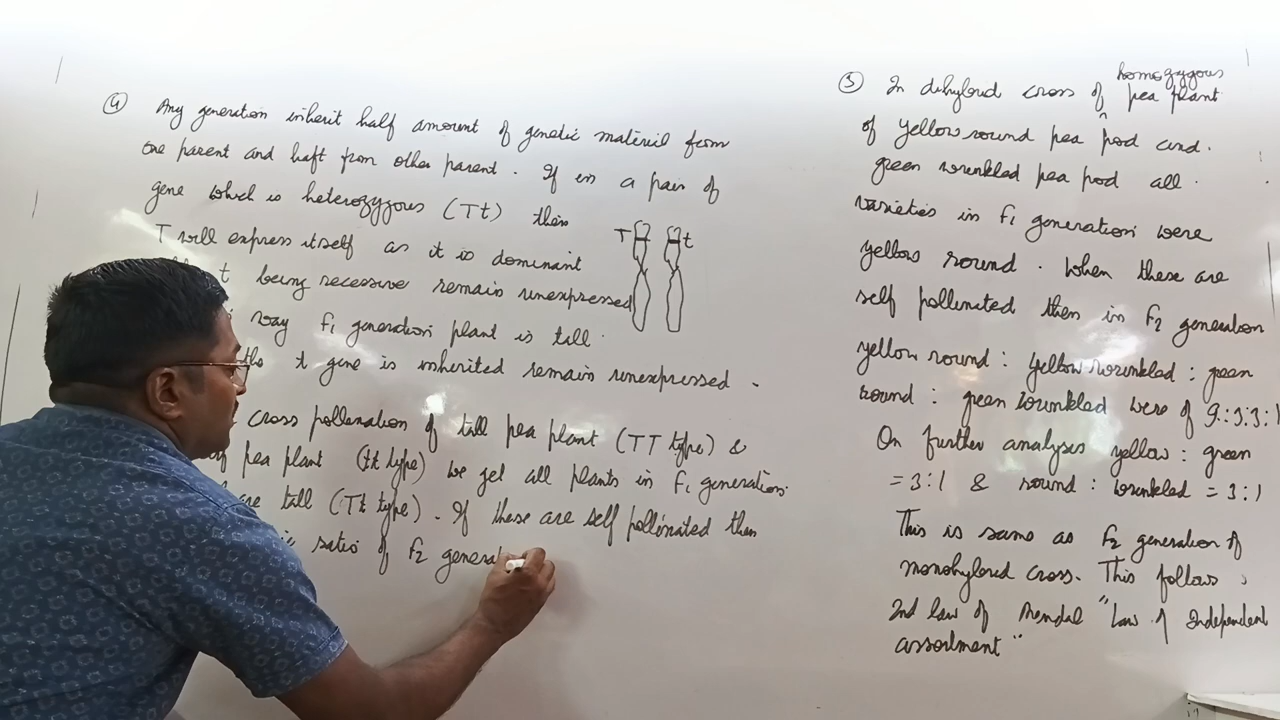 ④ Any generation inherit half amount of genetic material from
one parent and haft from other parent. If in a pair of
gene which is heterozygous (Tt) then
T will express itself as it is dominant
t being recessive remain unexpressed
way F1 generation plant is tall.
the t gene is inherited remain unexpressed.
cross pollenation of tall pea plant (TT type) &
pea plant (tt type) we get all plants in F1 generation.
are tall (Tt type). If these are self pollinated then
ratio of F2 genera
T t
homozygous
⑤ In dihybrid cross of ^ pea plant
of yellow round pea pod and.
green wrinkled pea pod all.
varieties in F1 generation were
yellow round. When these are
self pollinated then in F2 generation
yellow round : yellow wrinkled : green
round : green wrinkled were of 9:3:3:1
On further analyses yellow : green
= 3:1 & round : wrinkled = 3:1
This is same as F2 generation of
monohybred cross. This follows
2nd law of Mendal "Law of Independent
assortment"